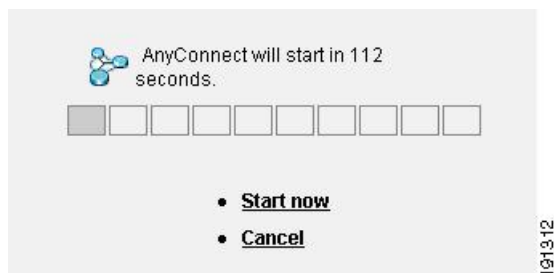 AnyConnect will start in 112
seconds.
Start now
Cancel
191312